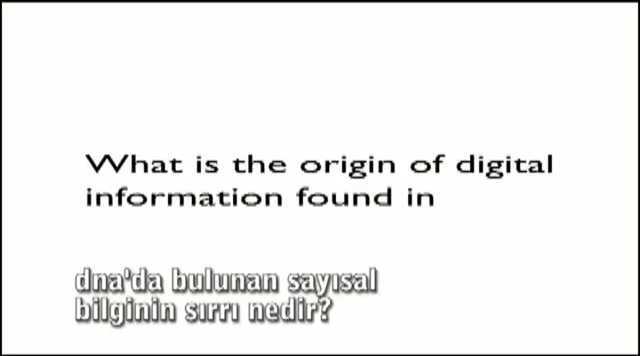 What is the origin of digital
information found in
dna'da bulunan sayısal
bilginin sırrı nedir?